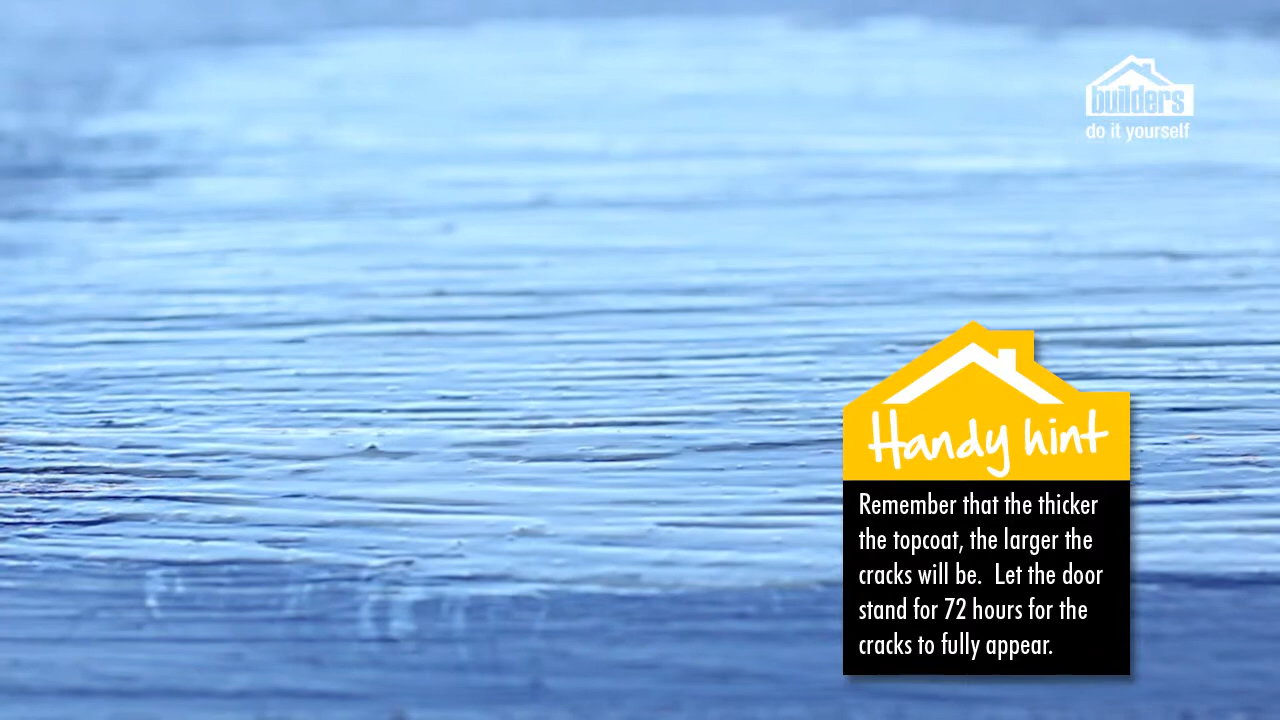 builders
do it yourself
Handy hint
Remember that the thicker
the topcoat, the larger the
cracks will be.  Let the door
stand for 72 hours for the
cracks to fully appear.